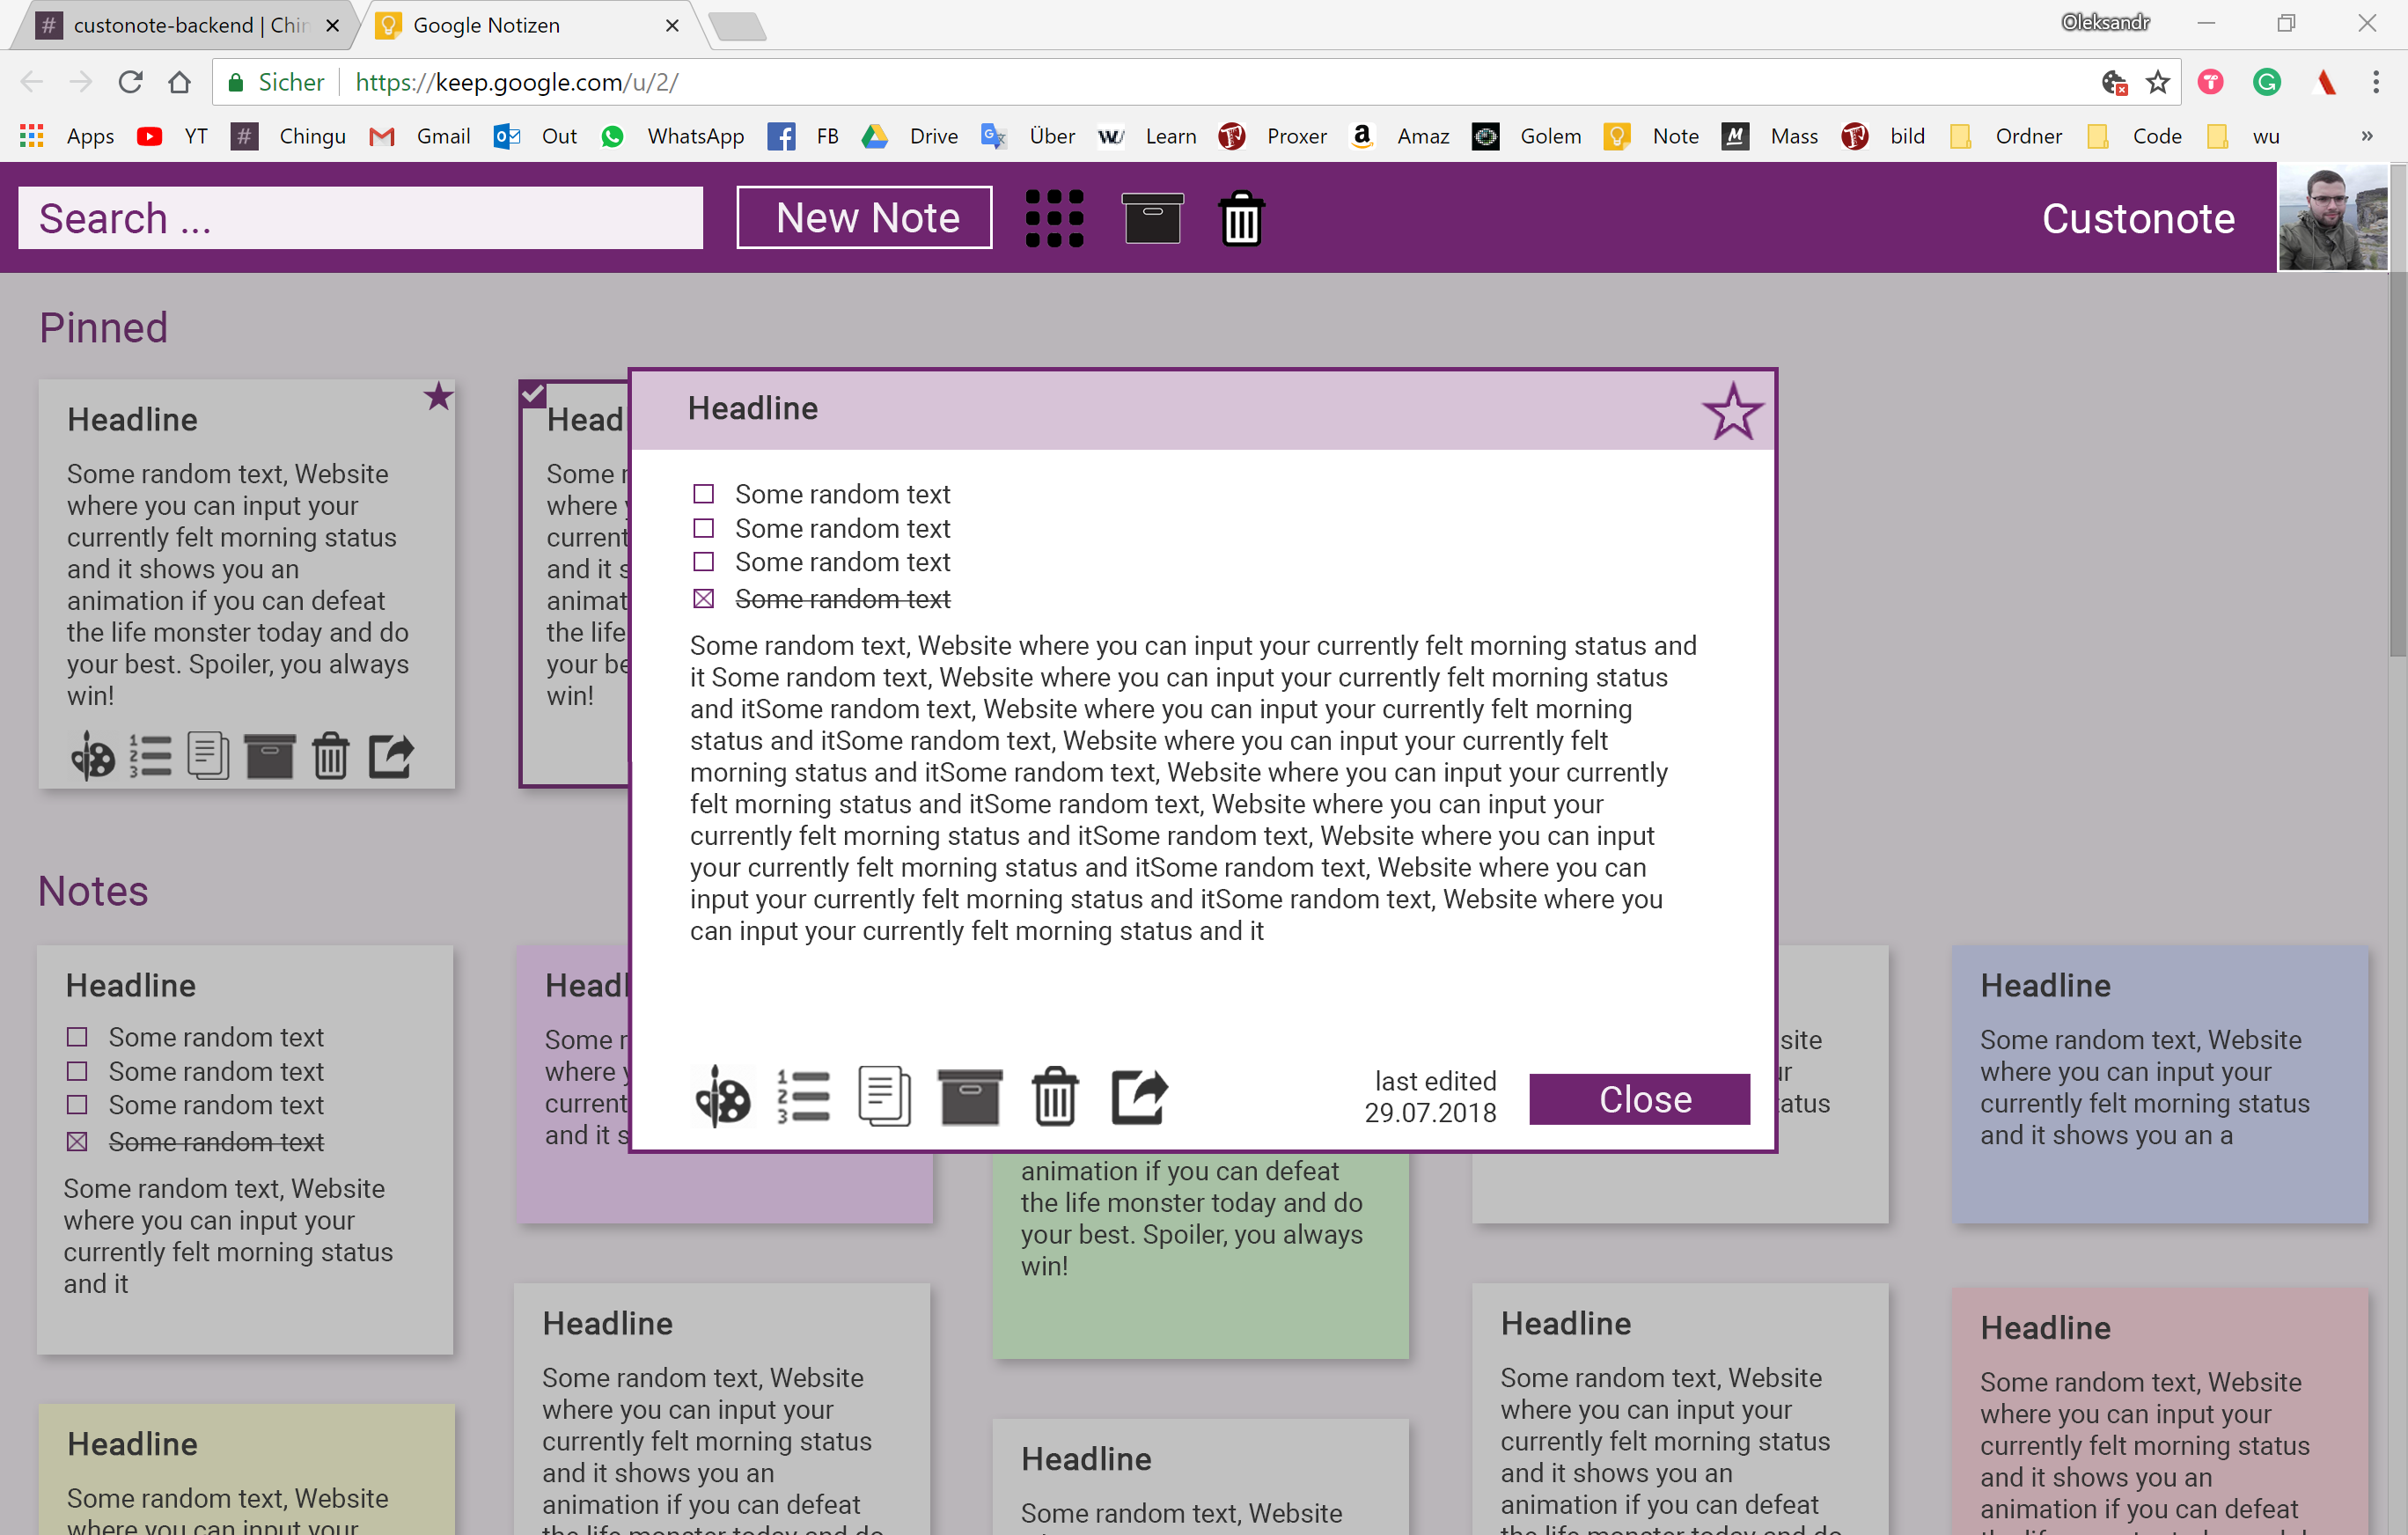 custonote-backend | Chin
Google Notizen
Oleksandr
Sicher
https://keep.google.com/u/2/
Apps
YT
Chingu
Gmail
Out
WhatsApp
FB
Drive
Über
Learn
Proxer
Amaz
Golem
Note
Mass
bild
Ordner
Code
wu
»
Search ...
New Note
Custonote
Pinned
Headline
Some random text, Website
where you can input your
currently felt morning status
and it shows you an
animation if you can defeat
the life monster today and do
your best. Spoiler, you always
win!
Head
Some r
where y
current
and it s
animat
the life
your be
win!
Headline
Some random text
Some random text
Some random text
Some random text
Some random text, Website where you can input your currently felt morning status and
it Some random text, Website where you can input your currently felt morning status
and itSome random text, Website where you can input your currently felt morning
status and itSome random text, Website where you can input your currently felt
morning status and itSome random text, Website where you can input your currently
felt morning status and itSome random text, Website where you can input your
currently felt morning status and itSome random text, Website where you can input
your currently felt morning status and itSome random text, Website where you can
input your currently felt morning status and itSome random text, Website where you
can input your currently felt morning status and it
last edited
29.07.2018
Close
Notes
Headline
Some random text
Some random text
Some random text
Some random text
Some random text, Website
where you can input your
currently felt morning status
and it
Headl
Some r
where y
current
and it s
animation if you can defeat
the life monster today and do
your best. Spoiler, you always
win!
site
ur
tatus
Headline
Some random text, Website
where you can input your
currently felt morning status
and it shows you an a
Headline
Some random text, Website
where you can input your
Headline
Some random text, Website
where you can input your
currently felt morning status
and it shows you an
animation if you can defeat
the life monster today and do
Headline
Some random text, Website
Headline
Some random text, Website
where you can input your
currently felt morning status
and it shows you an
animation if you can defeat
the life monster today and do
Headline
Some random text, Website
where you can input your
currently felt morning status
and it shows you an
animation if you can defeat